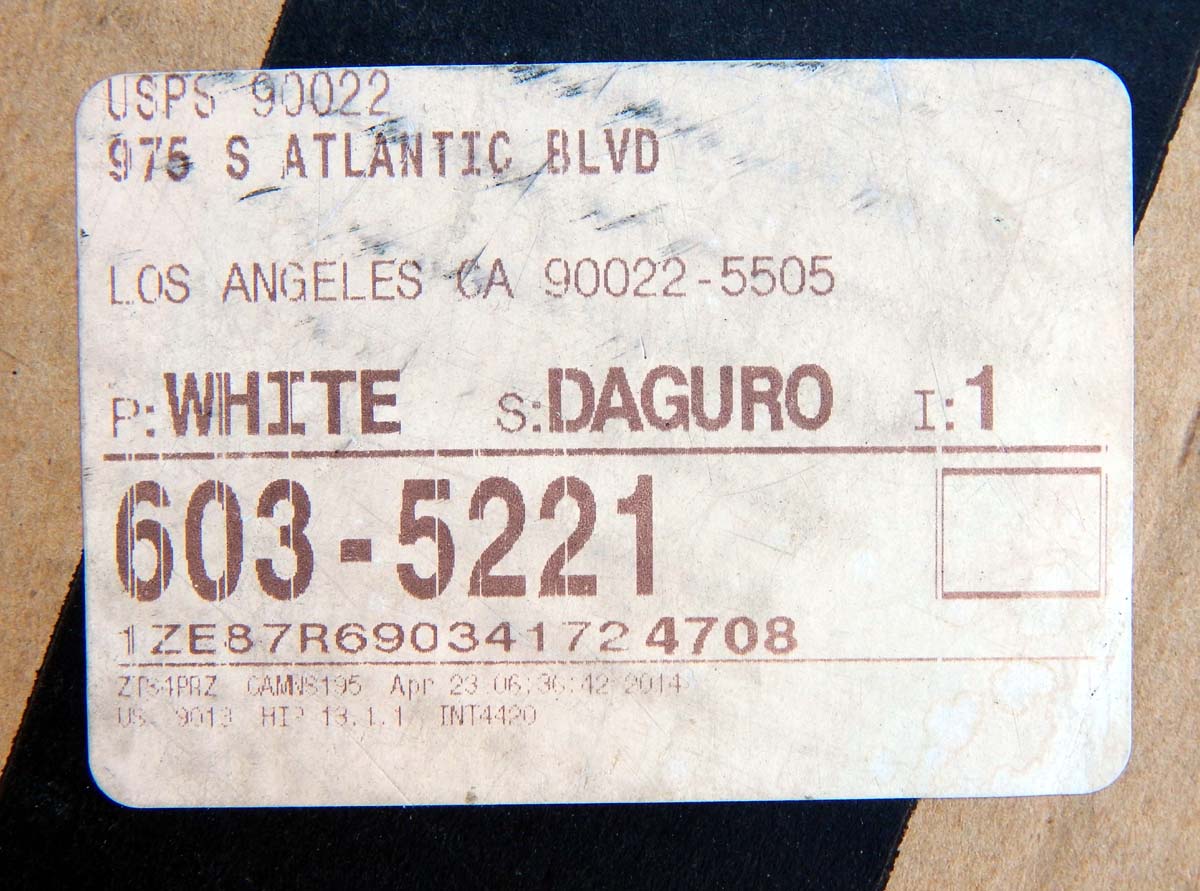 USPS 90022
975 S ATLANTIC BLVD
LOS ANGELES CA 90022-5505
P:WHITE S:DAGURO I:1
603-5221
1ZE87R690341724708
CAMNS195 Apr 23 06:36:42 2014
HIP 13.1.1 INT4420